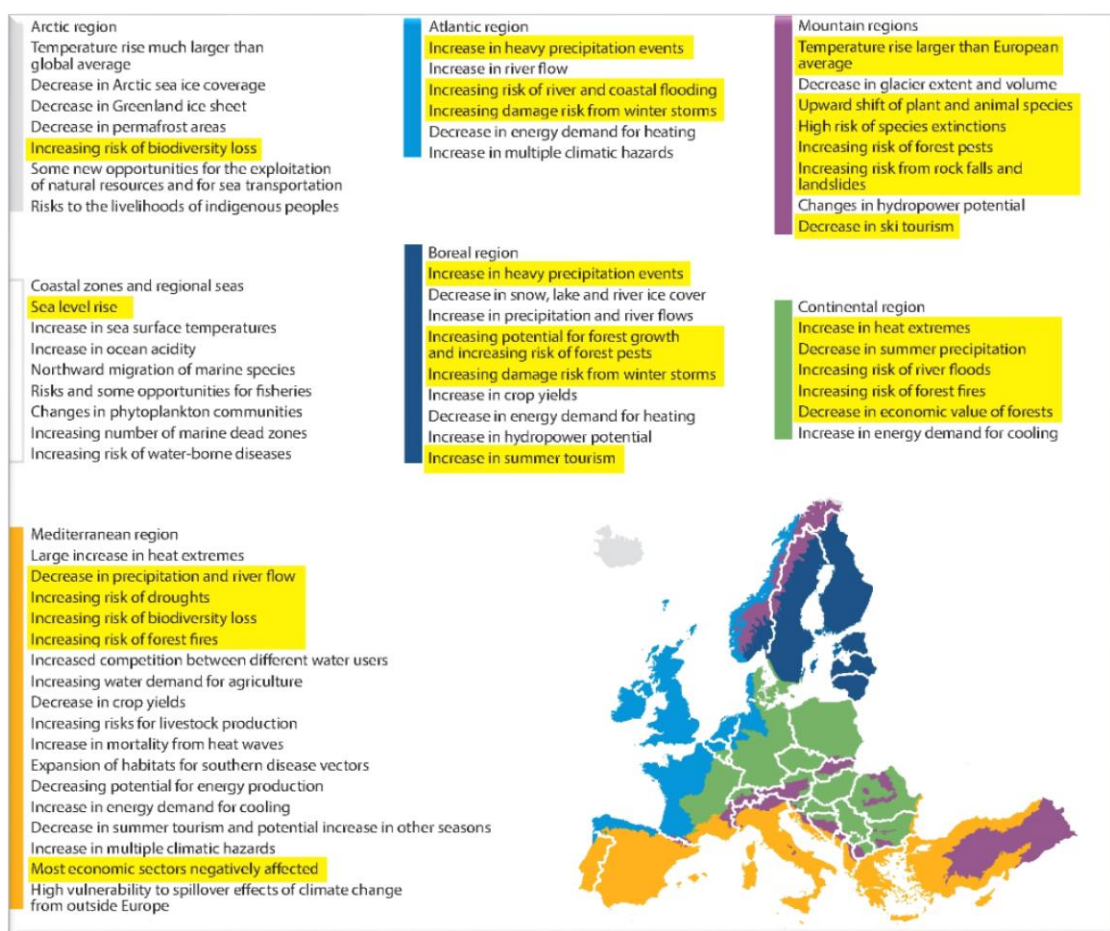 Arctic region
Temperature rise much larger than
global average
Decrease in Arctic sea ice coverage
Decrease in Greenland ice sheet
Decrease in permafrost areas
Increasing risk of biodiversity loss
Some new opportunities for the exploitation
of natural resources and for sea transportation
Risks to the livelihoods of indigenous peoples
Atlantic region
Increase in heavy precipitation events
Increase in river flow
Increasing risk of river and coastal flooding
Increasing damage risk from winter storms
Decrease in energy demand for heating
Increase in multiple climatic hazards
Mountain regions
Temperature rise larger than European
average
Decrease in glacier extent and volume
Upward shift of plant and animal species
High risk of species extinctions
Increasing risk of forest pests
Increasing risk from rock falls and
landslides
Changes in hydropower potential
Decrease in ski tourism
Coastal zones and regional seas
Sea level rise
Increase in sea surface temperatures
Increase in ocean acidity
Northward migration of marine species
Risks and some opportunities for fisheries
Changes in phytoplankton communities
Increasing number of marine dead zones
Increasing risk of water-borne diseases
Boreal region
Increase in heavy precipitation events
Decrease in snow, lake and river ice cover
Increase in precipitation and river flows
Increasing potential for forest growth
and increasing risk of forest pests
Increasing damage risk from winter storms
Increase in crop yields
Decrease in energy demand for heating
Increase in hydropower potential
Increase in summer tourism
Continental region
Increase in heat extremes
Decrease in summer precipitation
Increasing risk of river floods
Increasing risk of forest fires
Decrease in economic value of forests
Increase in energy demand for cooling
Mediterranean region
Large increase in heat extremes
Decrease in precipitation and river flow
Increasing risk of droughts
Increasing risk of biodiversity loss
Increasing risk of forest fires
Increased competition between different water users
Increasing water demand for agriculture
Decrease in crop yields
Increasing risks for livestock production
Increase in mortality from heat waves
Expansion of habitats for southern disease vectors
Decreasing potential for energy production
Increase in energy demand for cooling
Decrease in summer tourism and potential increase in other seasons
Increase in multiple climatic hazards
Most economic sectors negatively affected
High vulnerability to spillover effects of climate change
from outside Europe